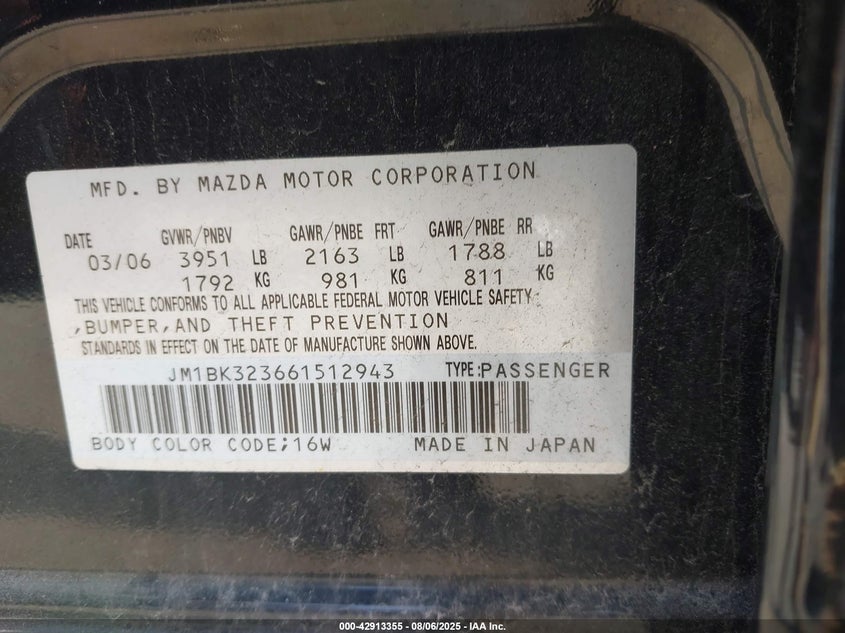 MFD. BY MAZDA MOTOR CORPORATION
DATE GVWR/PNBV GAWR/PNBE FRT GAWR/PNBE RR
03/06 3951 LB 2163 LB 1788 LB
1792 KG 981 KG 811 KG
THIS VEHICLE CONFORMS TO ALL APPLICABLE FEDERAL MOTOR VEHICLE SAFETY
,BUMPER,AND THEFT PREVENTION
STANDARDS IN EFFECT ON THE DATE OF MANUFACTURE SHOWN ABOVE.
JM1BK323661512943 TYPE:PASSENGER
BODY COLOR CODE;16W MADE IN JAPAN
000-42913355 - 08/06/2025 - IAA Inc.